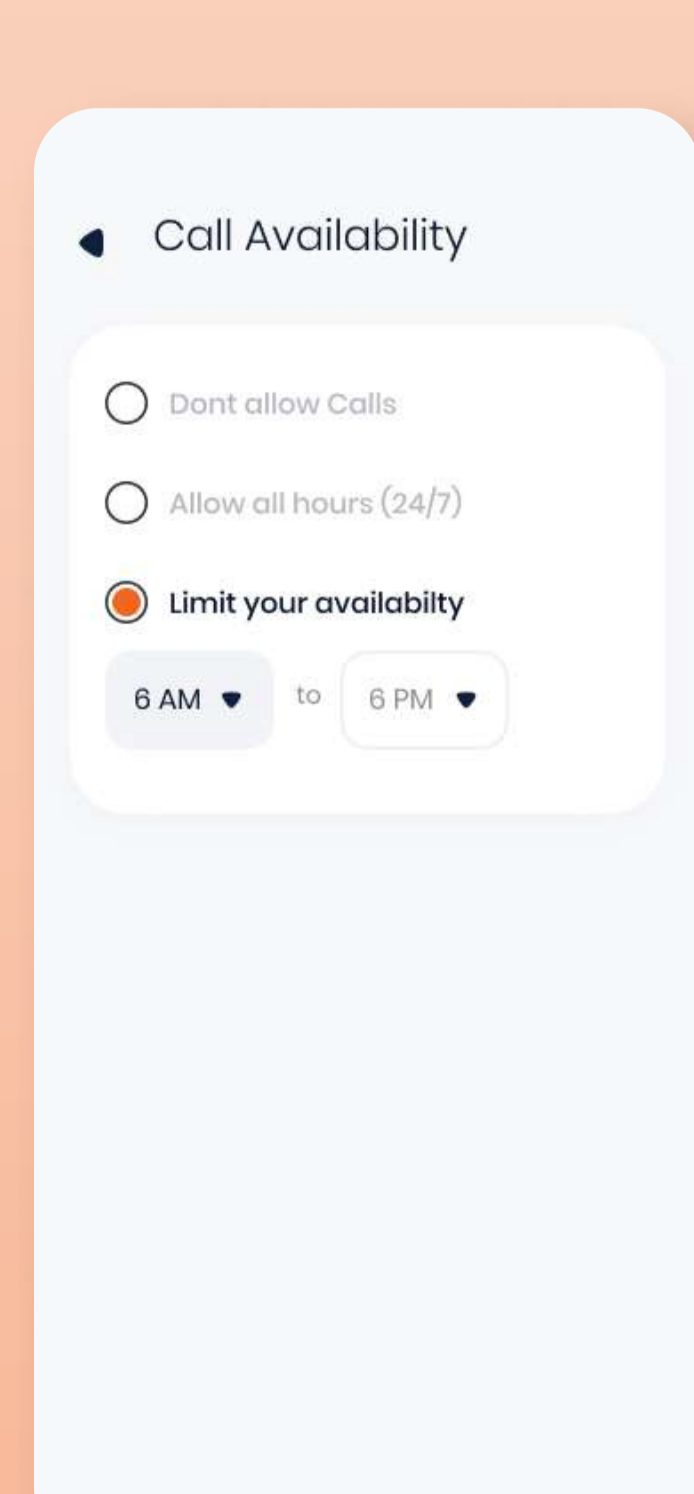 Call Availability
Dont allow Calls
Allow all hours (24/7)
Limit your availabilty
6 AM to 6 PM